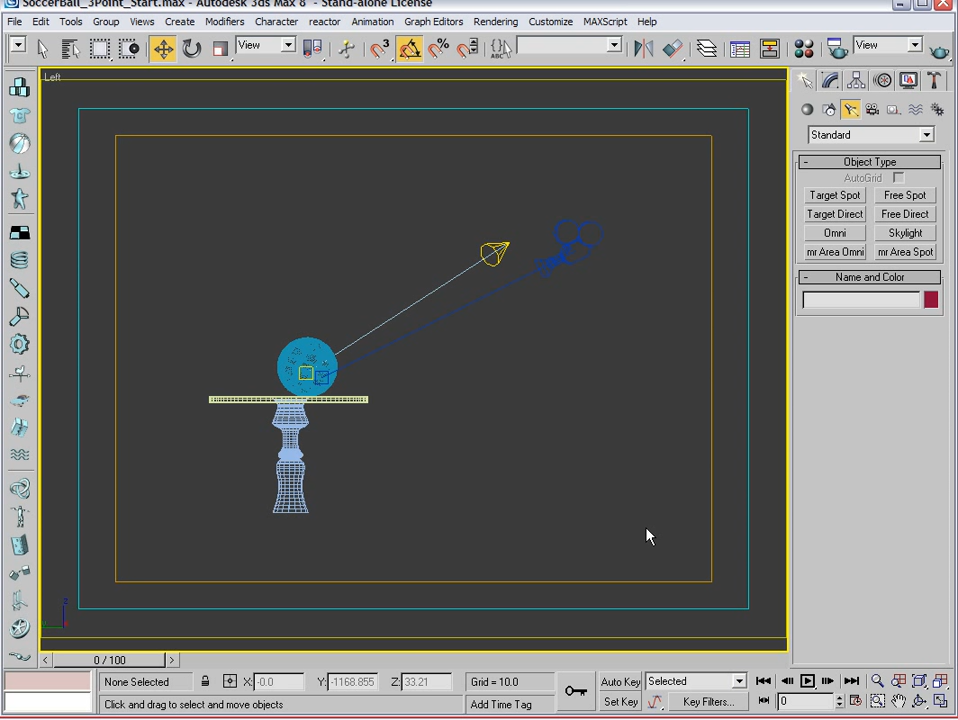 SoccerBall_3Point_Start.max - Autodesk 3ds Max 8 - Stand-alone License
File Edit Tools Group Views Create Modifiers Character reactor Animation Graph Editors Rendering Customize MAXScript Help
View
3
%
ABC
View
Left
Standard
- Object Type
AutoGrid
Target Spot Free Spot
Target Direct Free Direct
Omni Skylight
mr Area Omni mr Area Spot
- Name and Color
z
y
x
< 0 / 100 >
None Selected X: -0.0 Y: -1168.855 Z: 33.21 Grid = 10.0 Auto Key Selected
Click and drag to select and move objects Add Time Tag Set Key Key Filters... 0